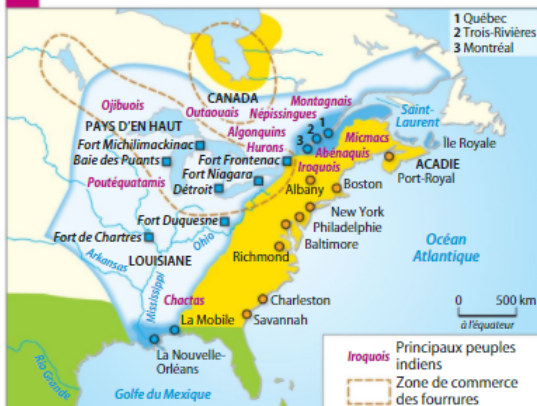 1 Québec
2 Trois-Rivières
3 Montréal
CANADA
Montagnais
Saint-
Laurent
Ojibuois
Outaouais
Népissingues
1
2
3
PAYS D'EN HAUT
Algonquins
Micmacs
Fort Michilimackinac
Hurons
Abénaquis
Île Royale
Baie des Puants
Fort Frontenac
Iroquois
ACADIE
Port-Royal
Fort Niagara
Poutéquatamis
Détroit
Albany
Boston
Fort Duquesne
New York
Philadelphie
Baltimore
Fort de Chartres
Ohio
Richmond
Océan
Atlantique
Arkansas
LOUISIANE
Mississippi
Chactas
Charleston
0 500 km
à l'équateur
La Mobile
Savannah
La Nouvelle-
Orléans
Rio Grande
Golfe du Mexique
Iroquois Principaux peuples
indiens
Zone de commerce
des fourrures